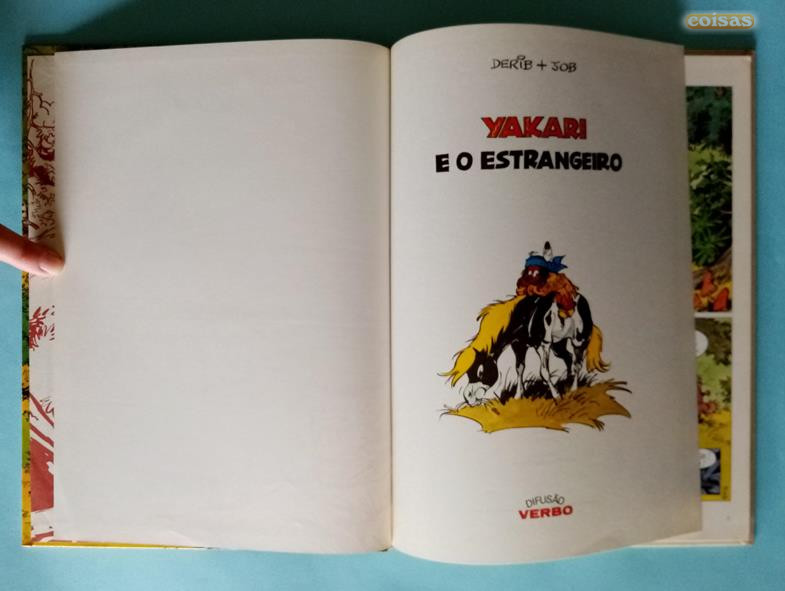 coisas
DERIB + JOB
YAKARI
E O ESTRANGEIRO
DIFUSÃO
VERBO